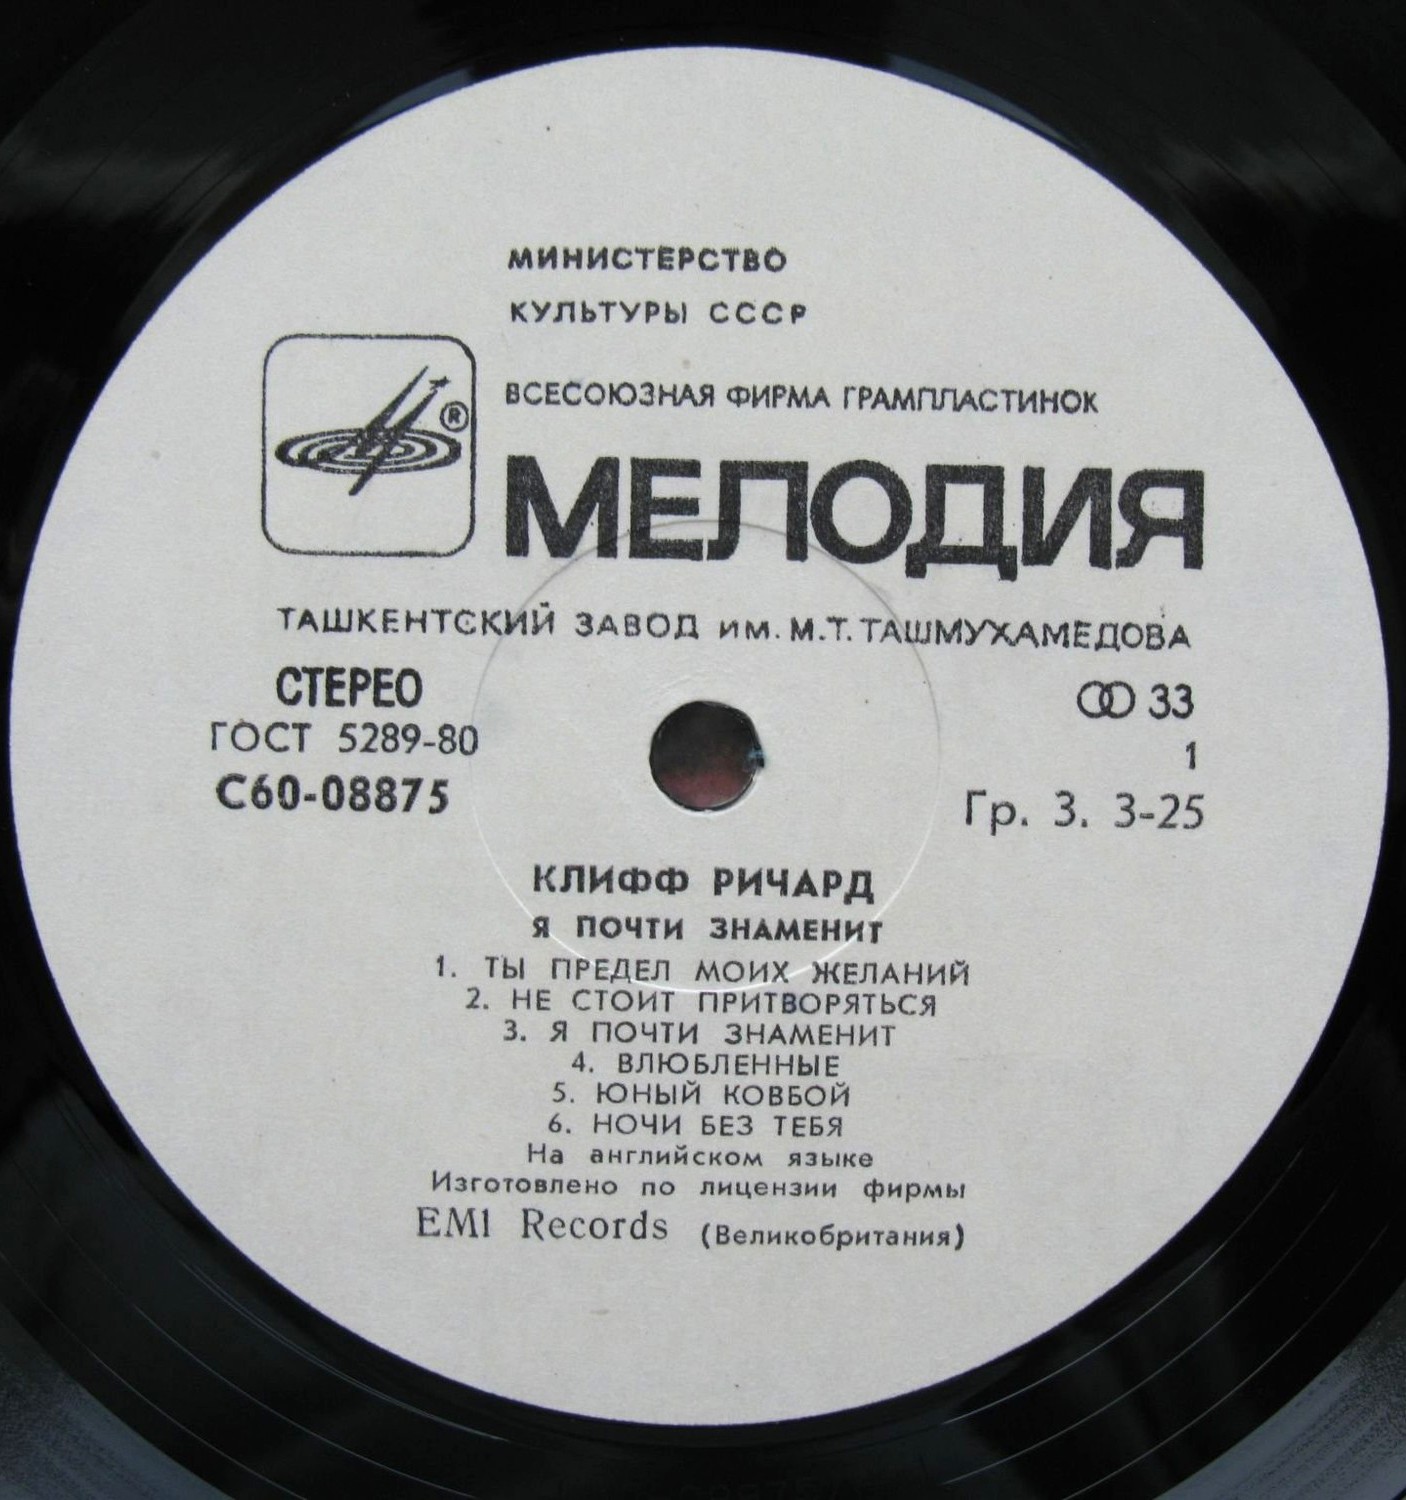 МИНИСТЕРСТВО
КУЛЬТУРЫ СССР
ВСЕСОЮЗНАЯ ФИРМА ГРАМПЛАСТИНОК
®
МЕЛОДИЯ
ТАШКЕНТСКИЙ ЗАВОД им. М.Т. ТАШМУХАМЕДОВА
СТЕРЕО
33
ГОСТ 5289-80
1
С60-08875
Гр. 3. 3-25
КЛИФФ РИЧАРД
Я ПОЧТИ ЗНАМЕНИТ
1. ТЫ ПРЕДЕЛ МОИХ ЖЕЛАНИЙ
2. НЕ СТОИТ ПРИТВОРЯТЬСЯ
3. Я ПОЧТИ ЗНАМЕНИТ
4. ВЛЮБЛЕННЫЕ
5. ЮНЫЙ КОВБОЙ
6. НОЧИ БЕЗ ТЕБЯ
На английском языке
Изготовлено по лицензии фирмы
EMI Records (Великобритания)